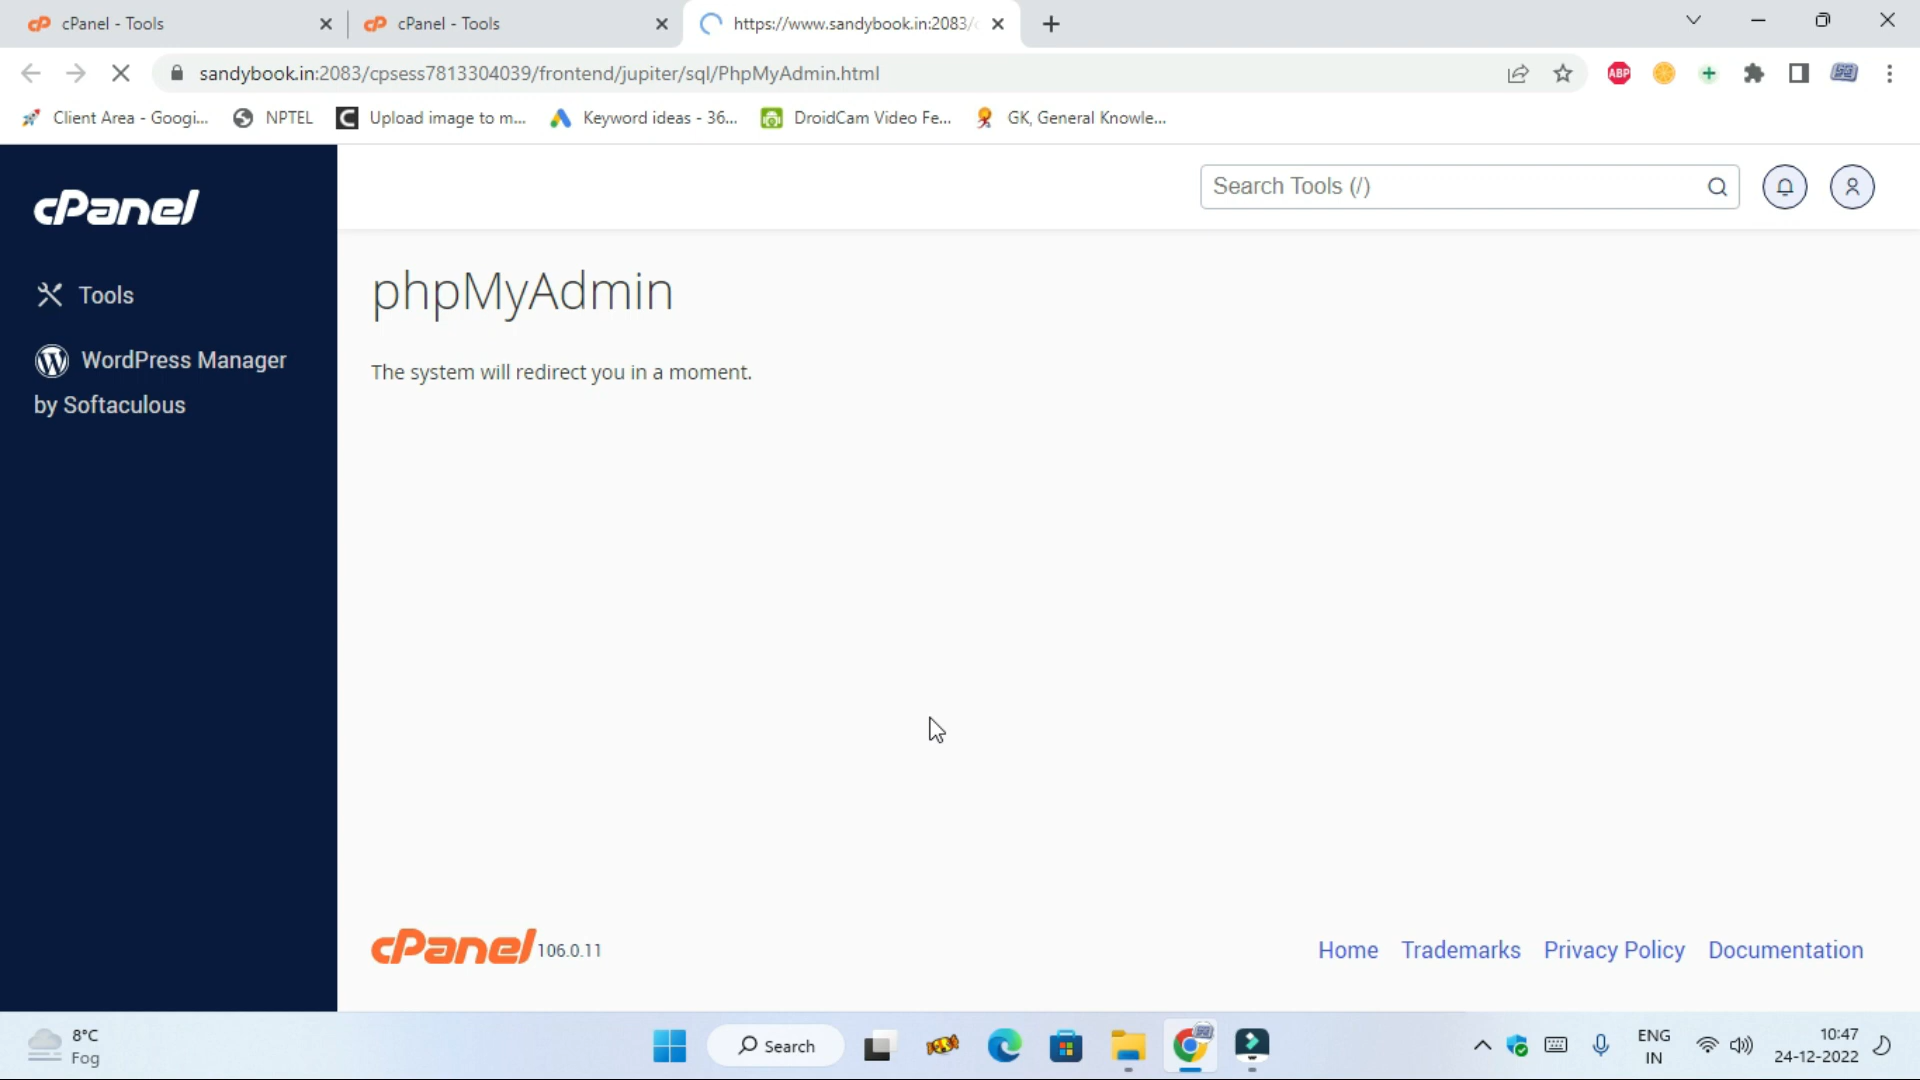 cPanel - Tools
cPanel - Tools
https://www.sandybook.in:2083/
sandybook.in:2083/cpsess7813304039/frontend/jupiter/sql/PhpMyAdmin.html
ABP
Client Area - Googi...
NPTEL
Upload image to m...
Keyword ideas - 36...
DroidCam Video Fe...
GK, General Knowle...
cPanel
Search Tools (/)
Tools
WordPress Manager
by Softaculous
phpMyAdmin
The system will redirect you in a moment.
cPanel 106.0.11
Home
Trademarks
Privacy Policy
Documentation
8°C
Fog
Search
ENG
IN
10:47
24-12-2022